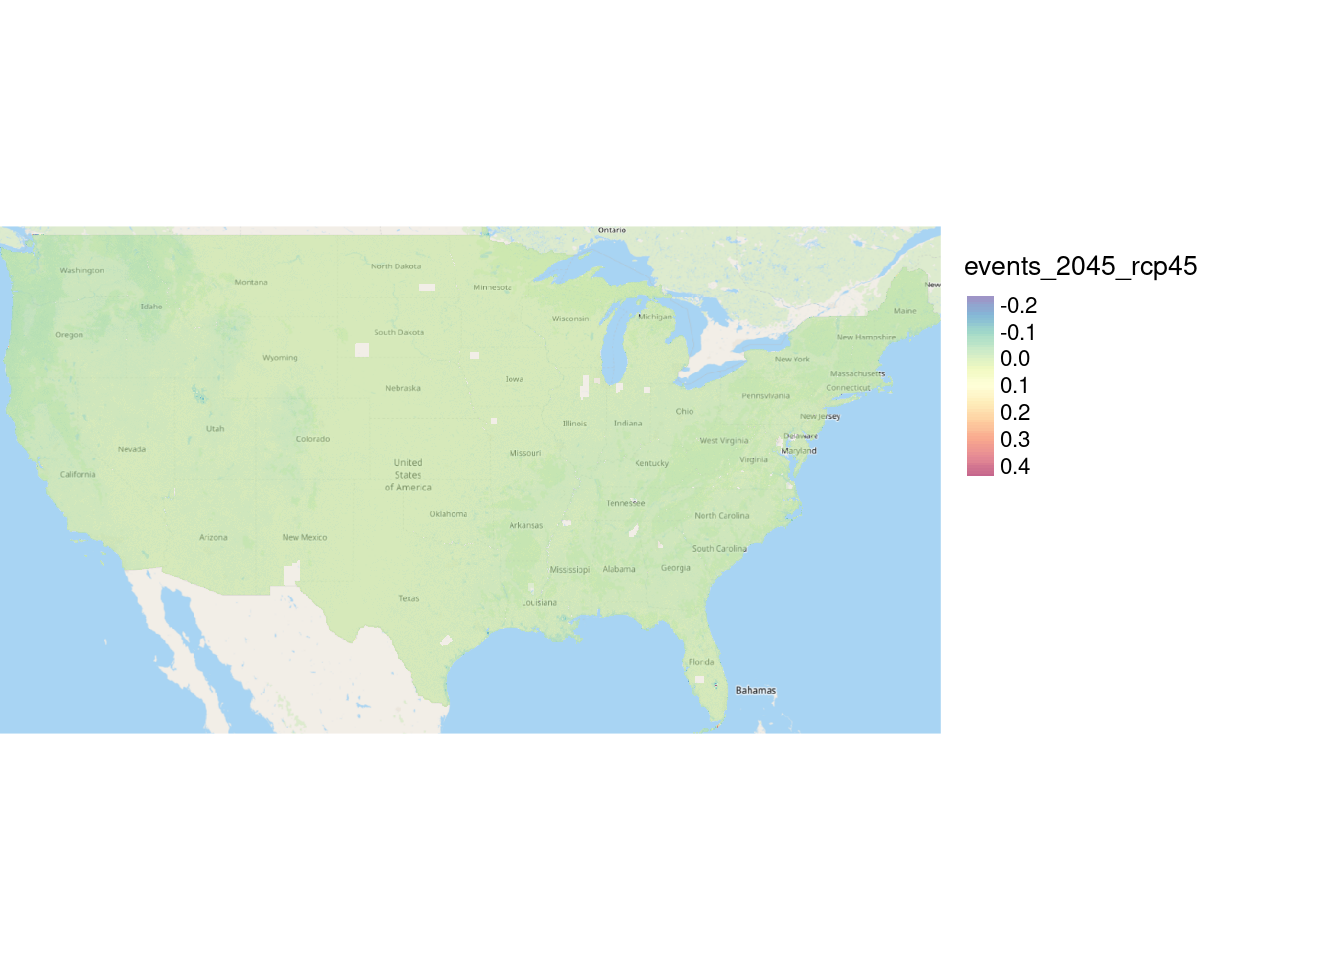 Ontario
events_2045_rcp45
Washington
North Dakota
Montana
Minnesota
New
-0.2
Idaho
-0.1
Maine
Wisconsin
Michigan
Oregon
South Dakota
New Hampshire
0.0
Wyoming
New York
Massachusetts
0.1
Iowa
Nebraska
Connecticut
Pennsylvania
0.2
Ohio
New Jersey
Illinois
Indiana
Utah
Colorado
Delaware
0.3
West Virginia
Nevada
Missouri
Maryland
Virginia
0.4
United
States
of America
Kentucky
California
Tennessee
Oklahoma
North Carolina
Arkansas
Arizona
New Mexico
South Carolina
Mississippi
Alabama
Georgia
Texas
Louisiana
Florida
Bahamas